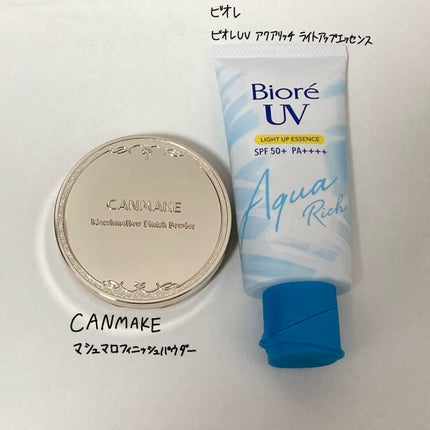 ビオレ
ビオレUV アクアリッチ ライトアップエッセンス
Bioré
UV
LIGHT UP ESSENCE
SPF 50+ PA++++
Aqua
Rich
CANMAKE
Marshmallow Finish Powder
CANMAKE
マシュマロフィニッシュパウダー